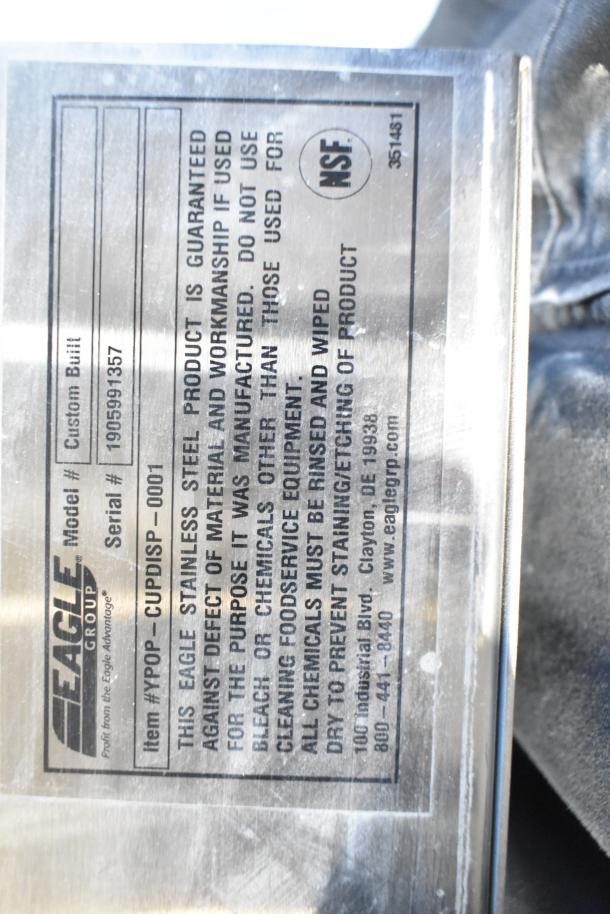 EAGLE®
GROUP
Profit from the Eagle Advantage®
Model # Custom Built
Serial # 1905991357
Item #YPOP-CUPDISP-0001
THIS EAGLE STAINLESS STEEL PRODUCT IS GUARANTEED
AGAINST DEFECT OF MATERIAL AND WORKMANSHIP IF USED
FOR THE PURPOSE IT WAS MANUFACTURED. DO NOT USE
BLEACH OR CHEMICALS OTHER THAN THOSE USED FOR
CLEANING FOODSERVICE EQUIPMENT.
ALL CHEMICALS MUST BE RINSED AND WIPED
DRY TO PREVENT STAINING/ETCHING OF PRODUCT
100 Industrial Blvd. Clayton, DE 19938
800-441-8440 www.eaglegrp.com
NSF.
351481